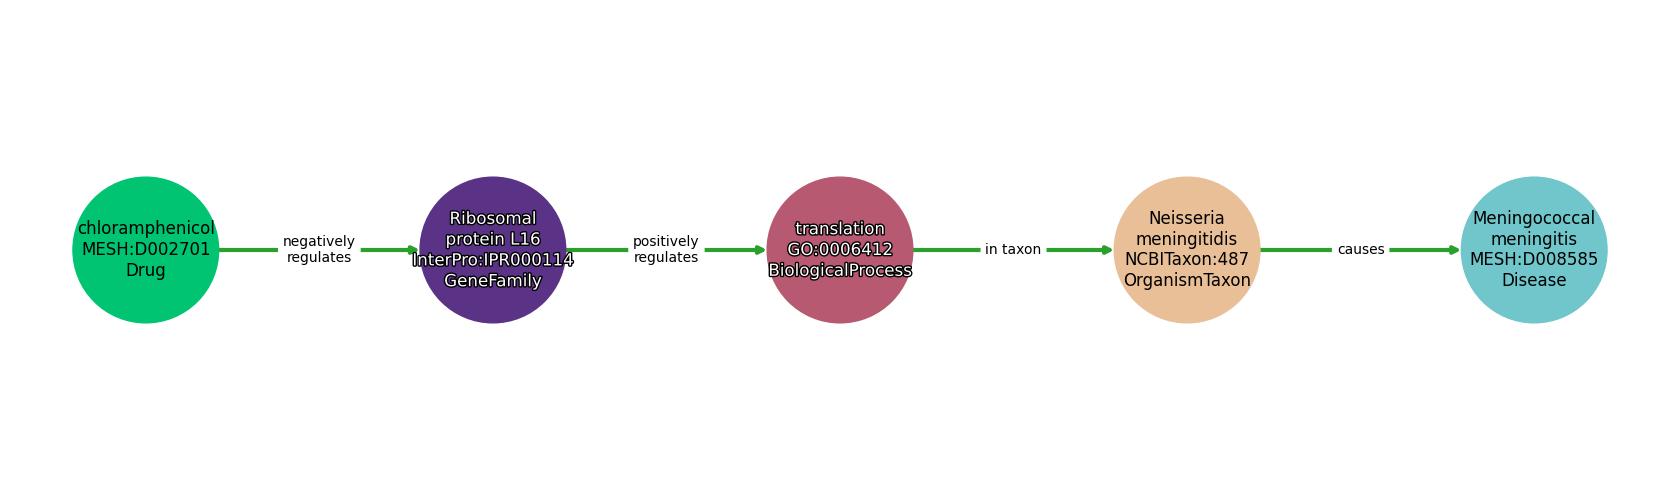 chloramphenicol
MESH:D002701
Drug
negatively
regulates
Ribosomal
protein L16
InterPro:IPR000114
GeneFamily
positively
regulates
translation
GO:0006412
BiologicalProcess
in taxon
Neisseria
meningitidis
NCBITaxon:487
OrganismTaxon
causes
Meningococcal
meningitis
MESH:D008585
Disease